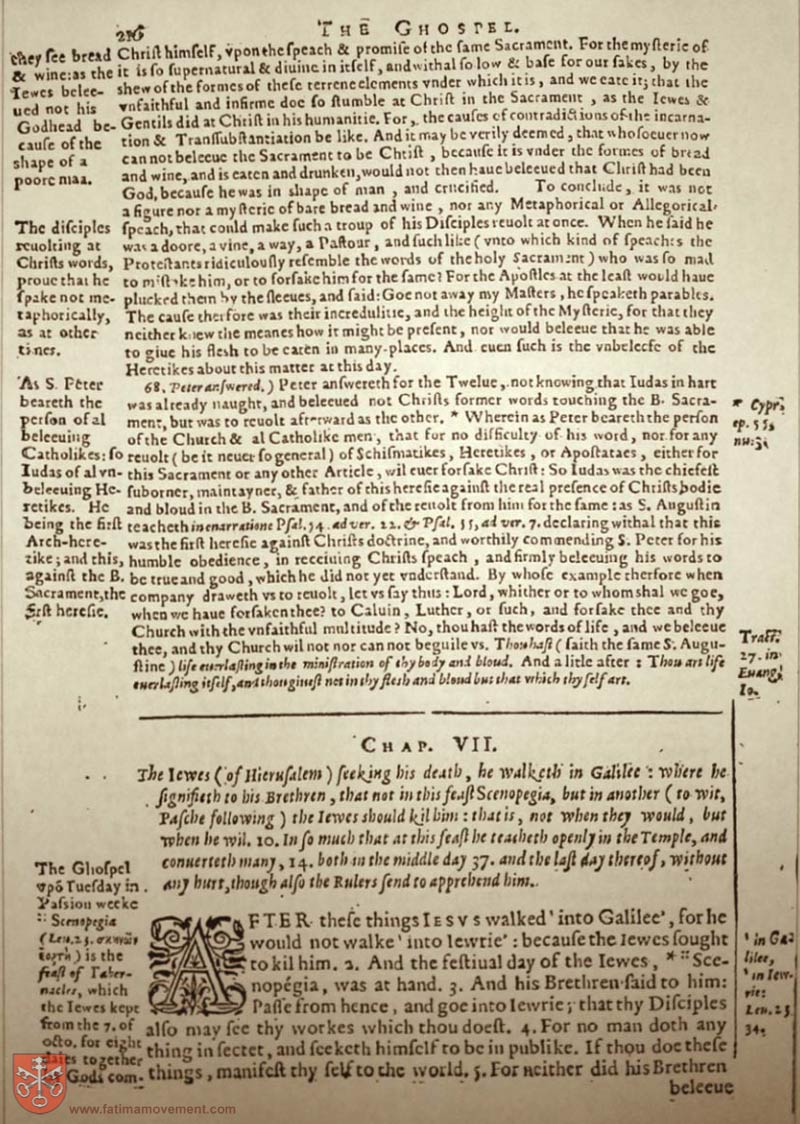 216
THE GHOSPEL.
they see bread
& wine: as the
Iewes belee-
ued not his
Godhead be-
cause of the
shape of a
poore man.
Christ himself, vpon the speach & promise of the same Sacrament. For the mysterie of
it is so supernatural & diuine in itself, and withal so low & base for our sakes, by the
shew of the formes of these terrene elements vnder which it is, and we eate it; that the
vnfaithful and infirme doe so stumble at Christ in the Sacrament, as the Iewes &
Gentils did at Christ in his humanitie. For, the causes of contradictions of the incarna-
tion & Transsubstantiation be like. And it may be verily deemed, that whosoeuer now
can not beleeue the Sacrament to be Christ, because it is vnder the formes of bread
and wine, and is eaten and drunken, would not then haue beleeued that Christ had been
God, because he was in shape of man, and crucified. To conclude, it was not
a figure nor a mysterie of bare bread and wine, nor any Metaphorical or Allegorical
speach, that could make such a troup of his Disciples reuolt at once. When he said he
was a doore, a vine, a way, a Pastour, and such like (vnto which kind of speaches the
Protestants ridiculously resemble the words of the holy Sacrament) who was so mad
to mistake him, or to forsake him for the same? For the Apostles at the least would haue
plucked them by the sleeues, and said: Goe not away my Masters, he speaketh parables.
The cause therfore was their incredulitie, and the height of the Mysterie, for that they
neither knew the meanes how it might be present, nor would beleeue that he was able
to giue his flesh to be eaten in many places. And euen such is the vnbeleefe of the
Heretikes about this matter at this day.
The disciples
reuolting at
Christs words,
proue that he
spake not me-
taphorically,
as at other
times.
68. Peter answered.) Peter answereth for the Twelue, not knowing that Iudas in hart
was already naught, and beleeued not Christs former words touching the B. Sacra-
ment, but was to reuolt afterward as the other. * Wherein as Peter beareth the person
of the Church & al Catholike men, that for no difficulty of his word, nor for any
reuolt (be it neuer so general) of Schismatikes, Heretikes, or Apostataes, either for
this Sacrament or any other Article, wil euer forsake Christ: So Iudas was the chiefest
suborner, maintayner, & father of this heresie against the real presence of Christs bodie
and bloud in the B. Sacrament, and of the reuolt from him for the same: as S. Augustin
teacheth in enarratione Psal. 54. ad ver. 22. & Psal. 55, ad ver. 7. declaring withal that this
was the first heresie against Christs doctrine, and worthily commending S. Peter for his
humble obedience, in receiuing Christs speach, and firmly beleeuing his words to
be true and good, which he did not yet vnderstand. By whose example therfore when
company draweth vs to reuolt, let vs say thus: Lord, whither or to whom shal we goe,
when we haue forsaken thee? to Caluin, Luther, or such, and forsake thee and thy
Church with the vnfaithful multitude? No, thou hast the words of life, and we beleeue
thee, and thy Church wil not nor can not beguile vs. Thou hast (saith the same S. Augu-
stine) life euerlasting in the ministration of thy body and bloud. And a litle after: Thou art life
euerlasting itself, and thou giuest not in thy flesh and bloud but that which thy self art.
As S. Peter
beareth the
person of al
beleeuing
Catholikes: so
Iudas of al vn-
beleeuing He-
retikes. He
being the first
Arch-here-
tike; and this,
against the B.
Sacrament, the
first heresie.
* Cypr.
ep. 55,
nu. 3.
Tract.
27. in
Euang.
Io.
CHAP. VII.
The Iewes (of Hierusalem) seeking his death, he walketh in Galilee: where he
signifieth to his Brethren, that not in this feast Scenopegia, but in another (to wit,
Pasche following) the Iewes should kil him: that is, not when they would, but
when he wil. 10. In so much that at this feast he teacheth openly in the Temple, and
conuerteth many, 14. both in the middle day 37. and the last day thereof, without
any hurt, though also the Rulers send to apprehend him.
The Ghospel
vpō Tuesday in
Passion weeke
:: Scenopegia
(Leu. 23.) is the
feast of Taber-
nacles, which
the Iewes kept
from the 7. of
octo. for eight
daies together
Gods com-
AFTER these things IESVS walked ' into Galilee', for he
would not walke ' into Iewrie': because the Iewes sought
to kil him. 2. And the festiual day of the Iewes, * :: Sce-
nopégia, was at hand. 3. And his Brethren said to him:
Passe from hence, and goe into Iewrie; that thy Disciples
also may see thy workes which thou doest. 4. For no man doth any
thing in secret, and seeketh himself to be in publike. If thou doe these
things, manifest thy self to the world. 5. For neither did his Brethren
beleeue
' in Ga-
lilee,
' in Iew-
rie:
Leu. 23
34.
www.fatimamovement.com